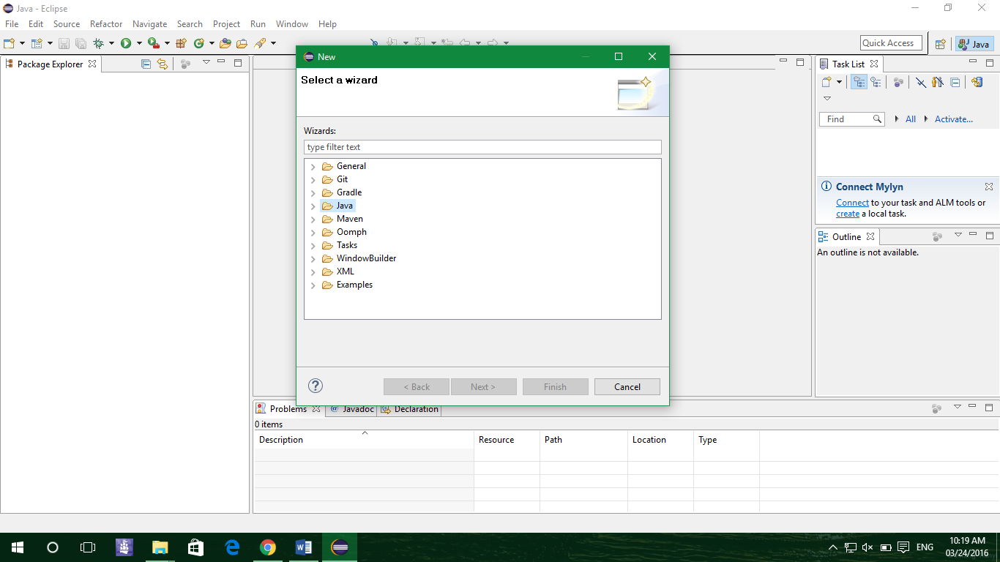 Java - Eclipse
File Edit Source Refactor Navigate Search Project Run Window Help
Quick Access
Java
Package Explorer
New
Select a wizard
Wizards:
type filter text
General
Git
Gradle
Java
Maven
Oomph
Tasks
WindowBuilder
XML
Examples
? < Back Next > Finish Cancel
Task List
Find All Activate...
Connect Mylyn
Connect to your task and ALM tools or
create a local task.
Outline
An outline is not available.
Problems @ Javadoc Declaration
0 items
Description Resource Path Location Type
ENG
10:19 AM
03/24/2016